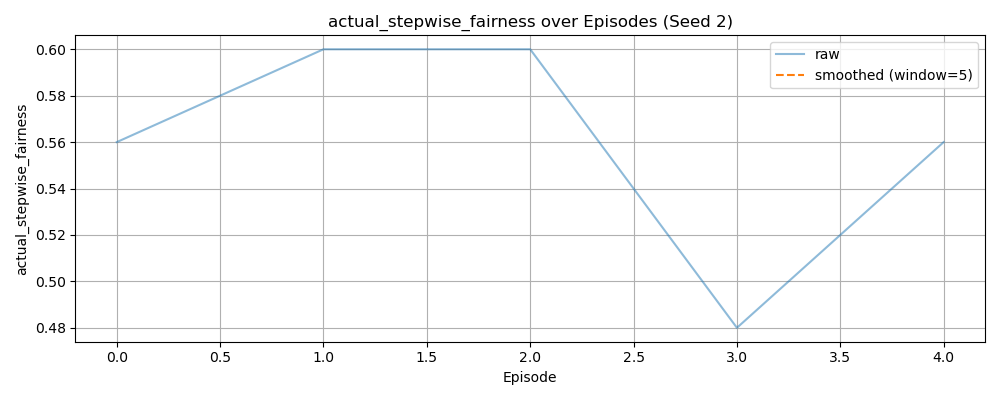 actual_stepwise_fairness over Episodes (Seed 2)
raw
smoothed (window=5)
actual_stepwise_fairness
0.60
0.58
0.56
0.54
0.52
0.50
0.48
0.0 0.5 1.0 1.5 2.0 2.5 3.0 3.5 4.0
Episode